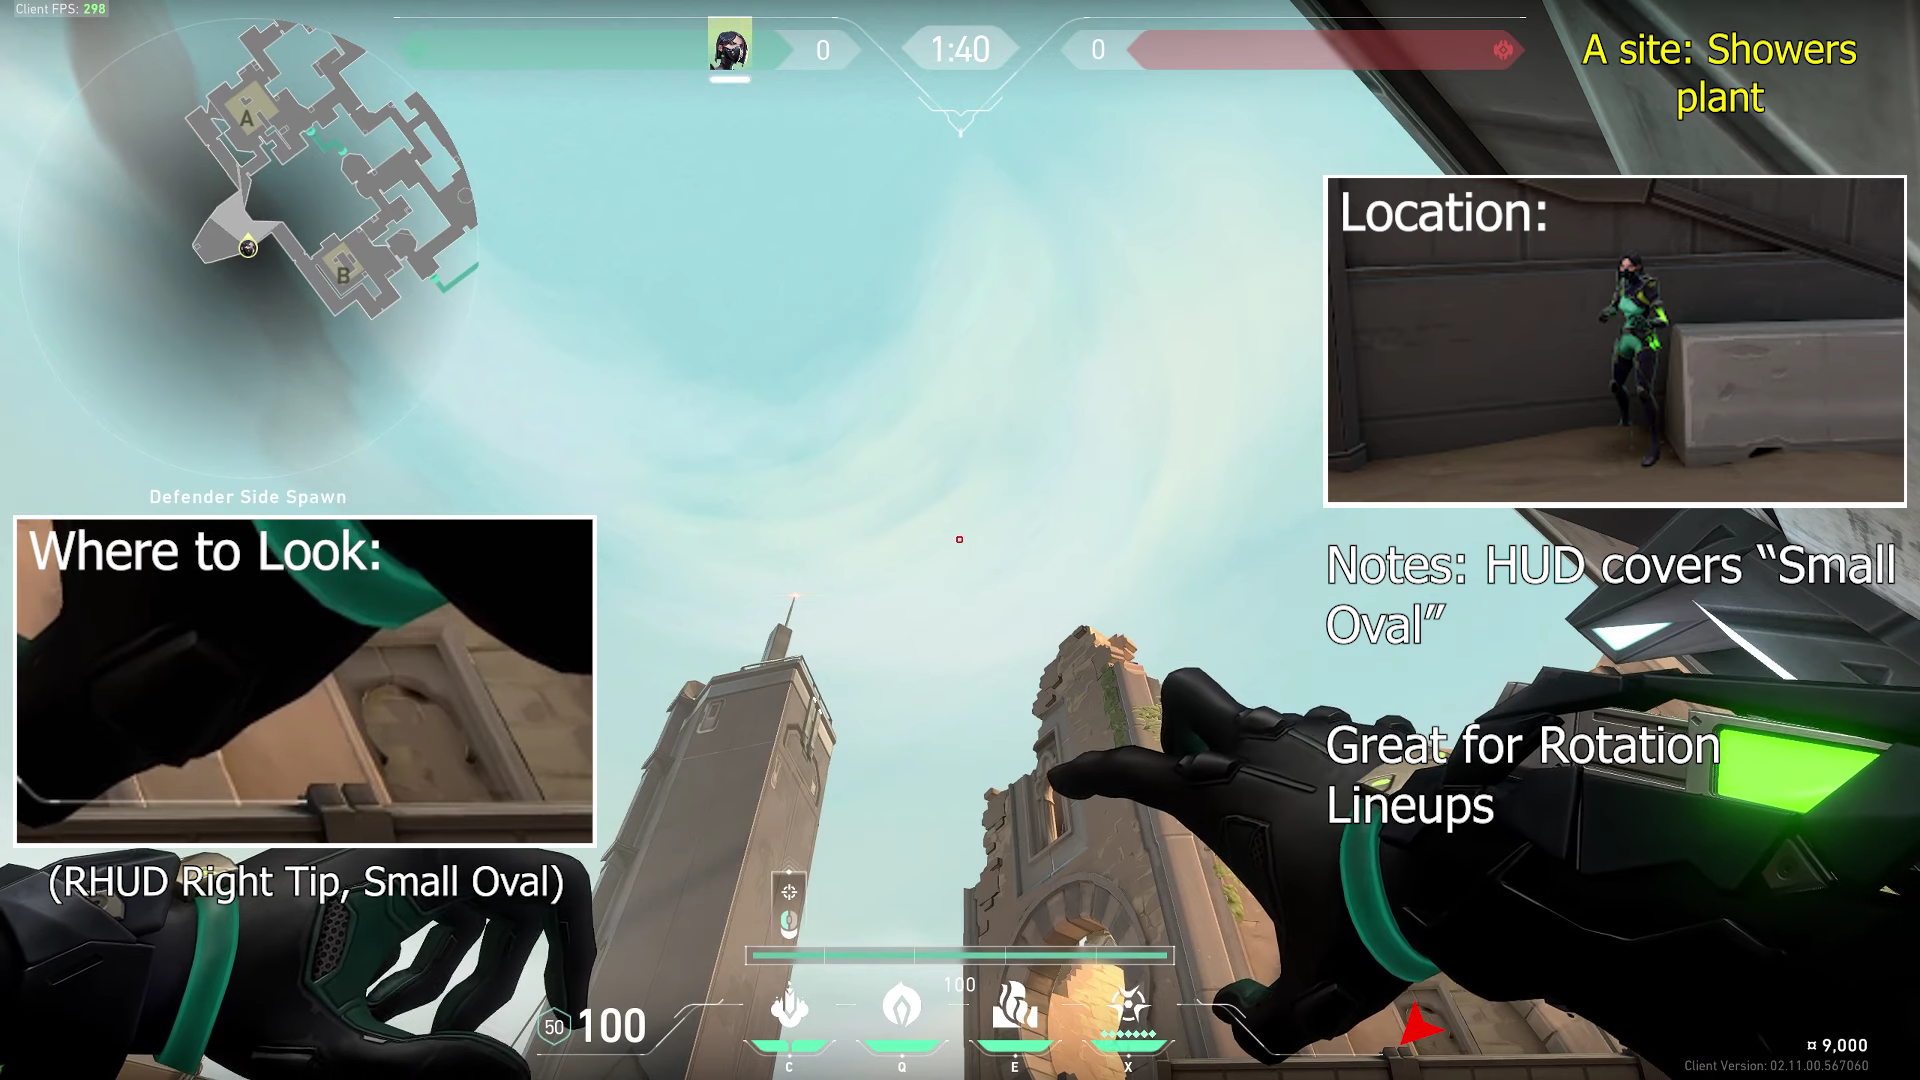 Client FPS: 298
0
1:40
0
A site: Showers
plant
A
B
Defender Side Spawn
Location:
Where to Look:
(RHUD Right Tip, Small Oval)
Notes: HUD covers “Small
Oval”
Great for Rotation
Lineups
50
100
100
C
Q
E
X
¤ 9,000
Client Version: 02.11.00.567060